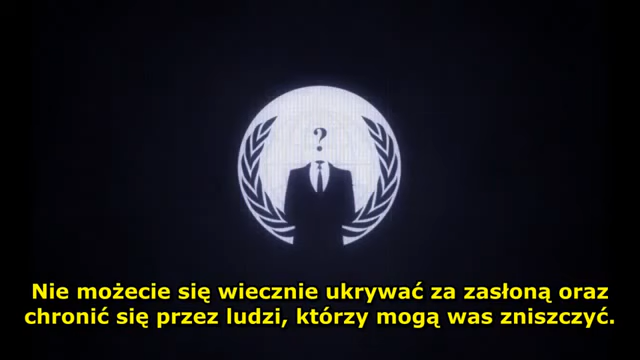 ?
Nie możecie się wiecznie ukrywać za zasłoną oraz
chronić się przez ludzi, którzy mogą was zniszczyć.